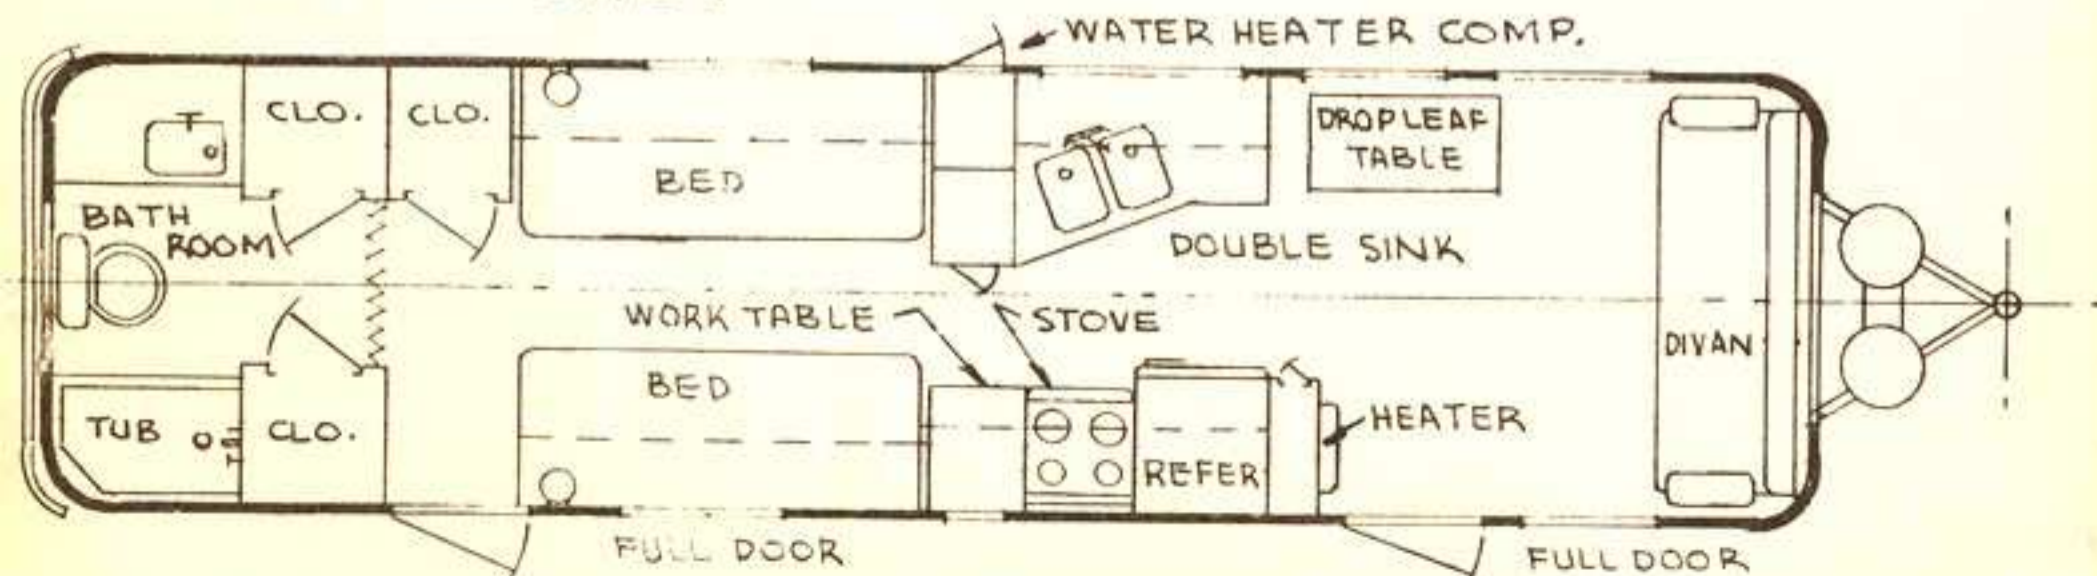 WATER HEATER COMP.
CLO.
CLO.
DROPLEAF
TABLE
BED
BATH
ROOM
DOUBLE SINK
WORK TABLE
STOVE
DIVAN
BED
TUB
CLO.
HEATER
REFER
FULL DOOR
FULL DOOR